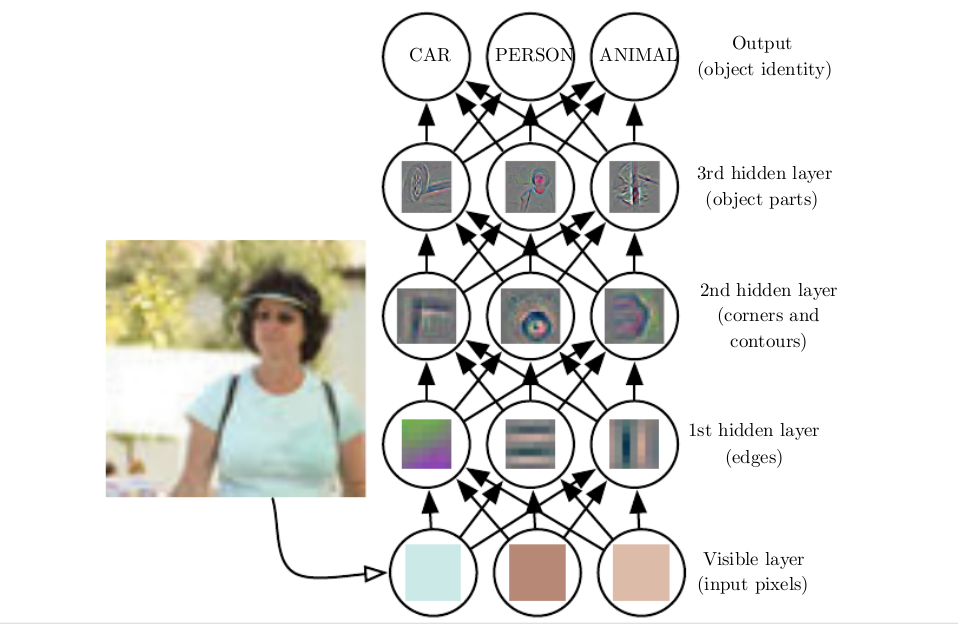 CAR
PERSON
ANIMAL
Output
(object identity)
3rd hidden layer
(object parts)
2nd hidden layer
(corners and
contours)
1st hidden layer
(edges)
Visible layer
(input pixels)